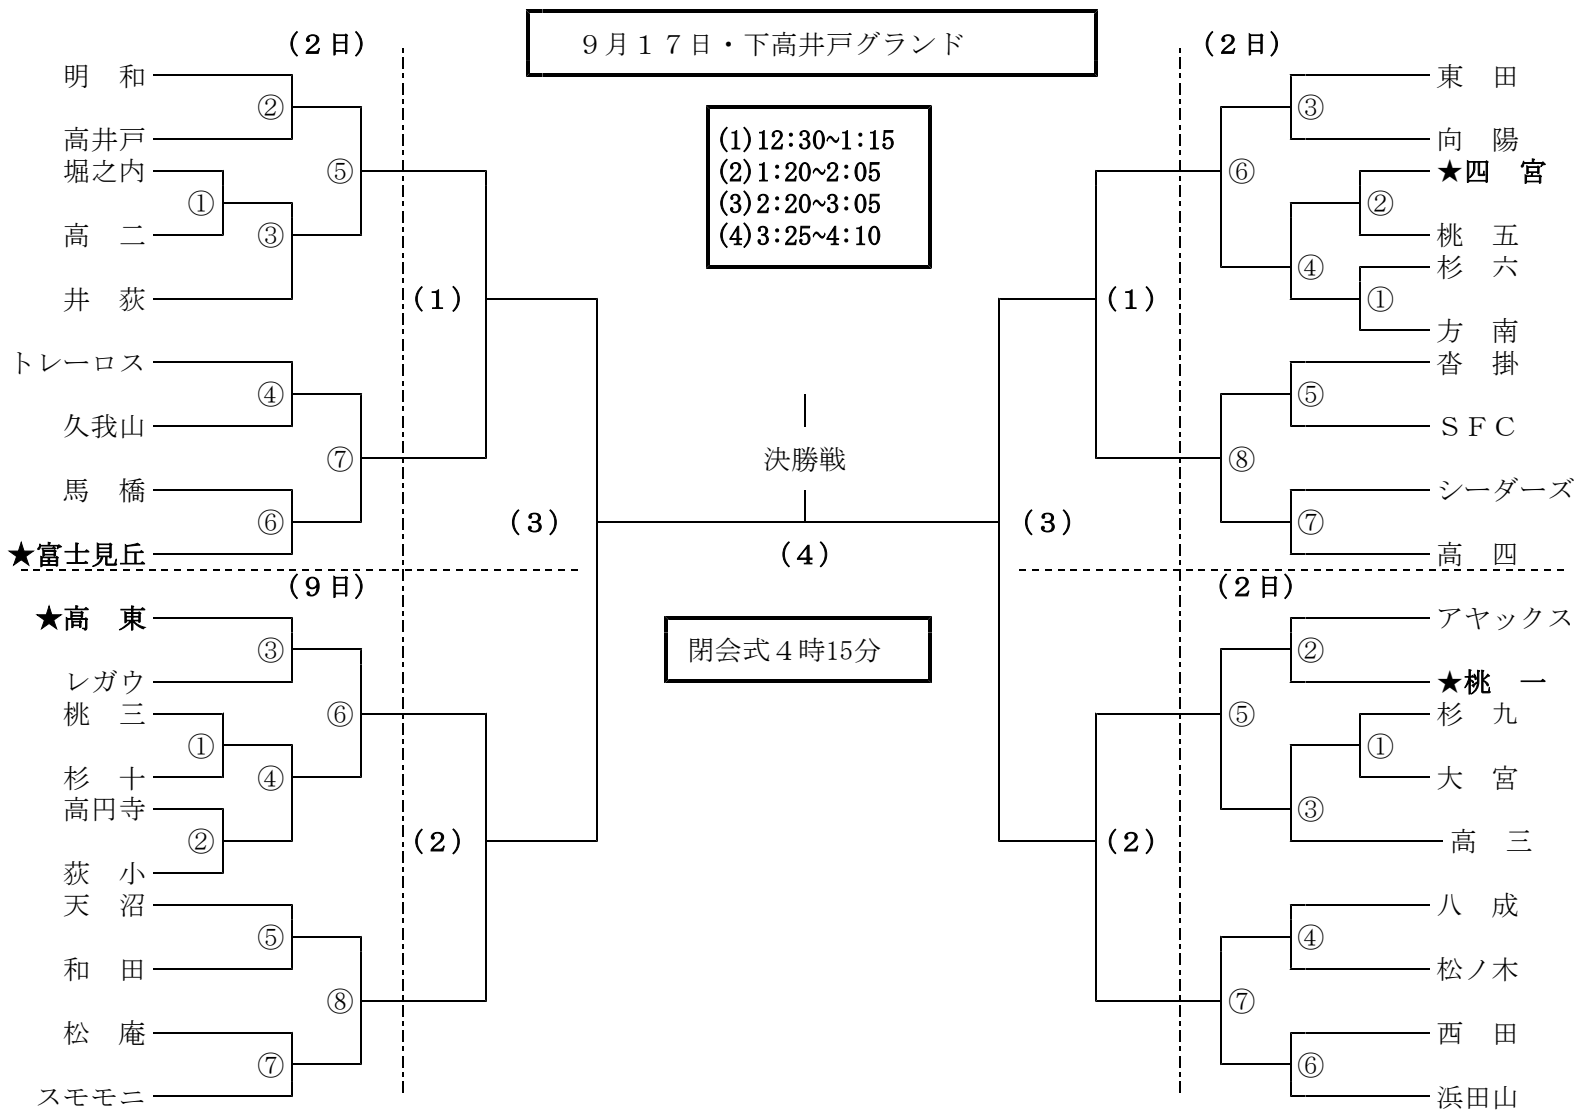 ９月１７日・下高井戸グランド
(1)12:30~1:15
(2)1:20~2:05
(3)2:20~3:05
(4)3:25~4:10
(２日)
明　和
②
高井戸
堀之内
⑤
①
高　二
③
井　荻
(１)
トレーロス
④
久我山
⑦
馬　橋
⑥
★富士見丘
(３)
(９日)
★高　東
③
レガウ
桃　三
⑥
①
杉　十
④
高円寺
②
荻　小
(２)
天　沼
⑤
和　田
⑧
松　庵
⑦
スモモニ
決勝戦
(４)
閉会式４時15分
(２日)
東　田
③
向　陽
★四　宮
⑥
②
桃　五
杉　六
④
①
方　南
(１)
沓　掛
⑤
ＳＦＣ
⑧
シーダーズ
⑦
高　四
(３)
(２日)
アヤックス
②
★桃　一
杉　九
⑤
①
大　宮
③
高　三
(２)
八　成
④
松ノ木
⑦
西　田
⑥
浜田山